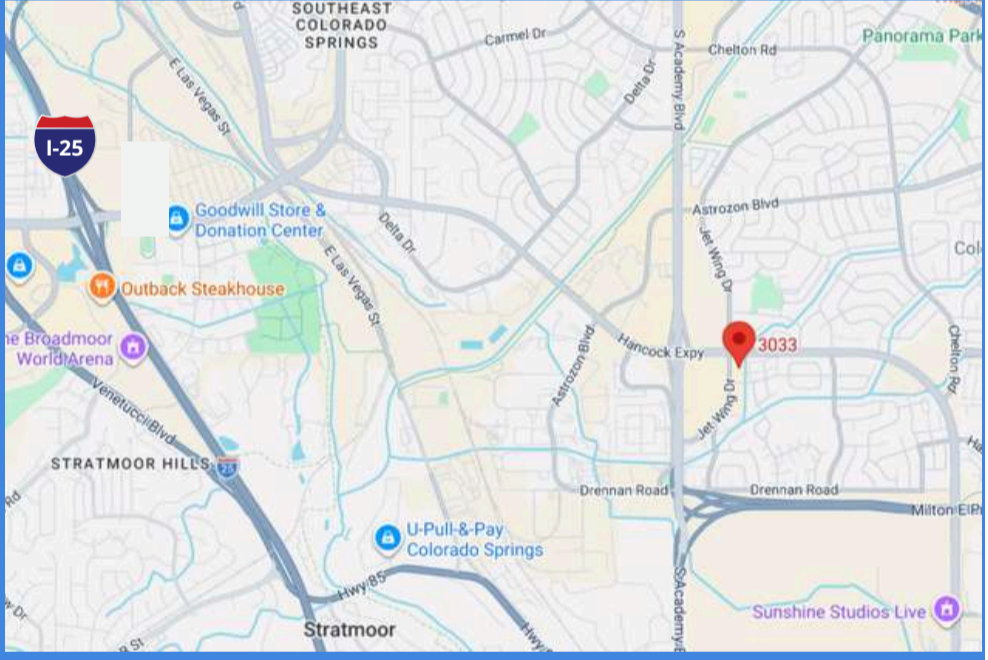 SOUTHEAST
COLORADO
SPRINGS
Carmel Dr
S Academy Blvd
Chelton Rd
Panorama Park
E Las Vegas St
Delta Dr
I-25
Goodwill Store &
Donation Center
Delta Dr
Astrozon Blvd
Jet Wing Dr
E Las Vegas St
Outback Steakhouse
Broadmoor
World Arena
Hancock Expy
3033
Astrozon Blvd
Chelton Rd
Venetucci Blvd
Jet Wing Dr
STRATMOOR HILLS
25
Rd
Drennan Road
Drennan Road
U-Pull-&-Pay
Colorado Springs
Hwy 85
S Academy
Sunshine Studios Live
Stratmoor